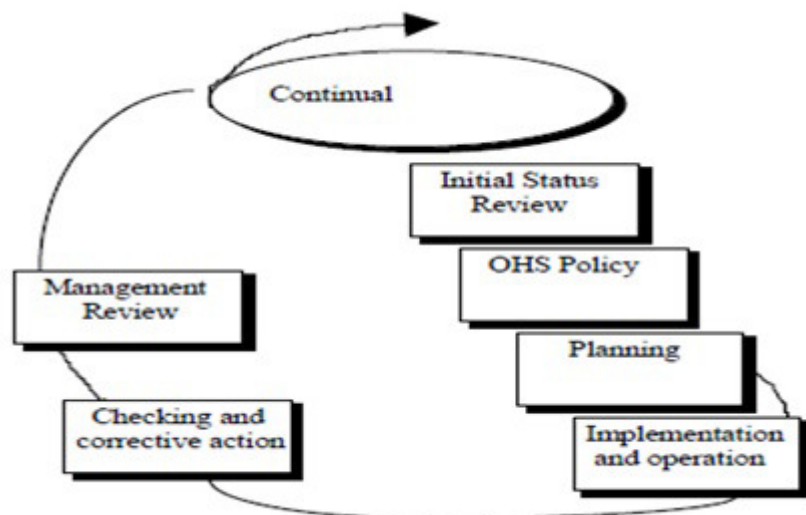 Continual
Initial Status
Review
OHS Policy
Planning
Implementation
and operation
Checking and
corrective action
Management
Review